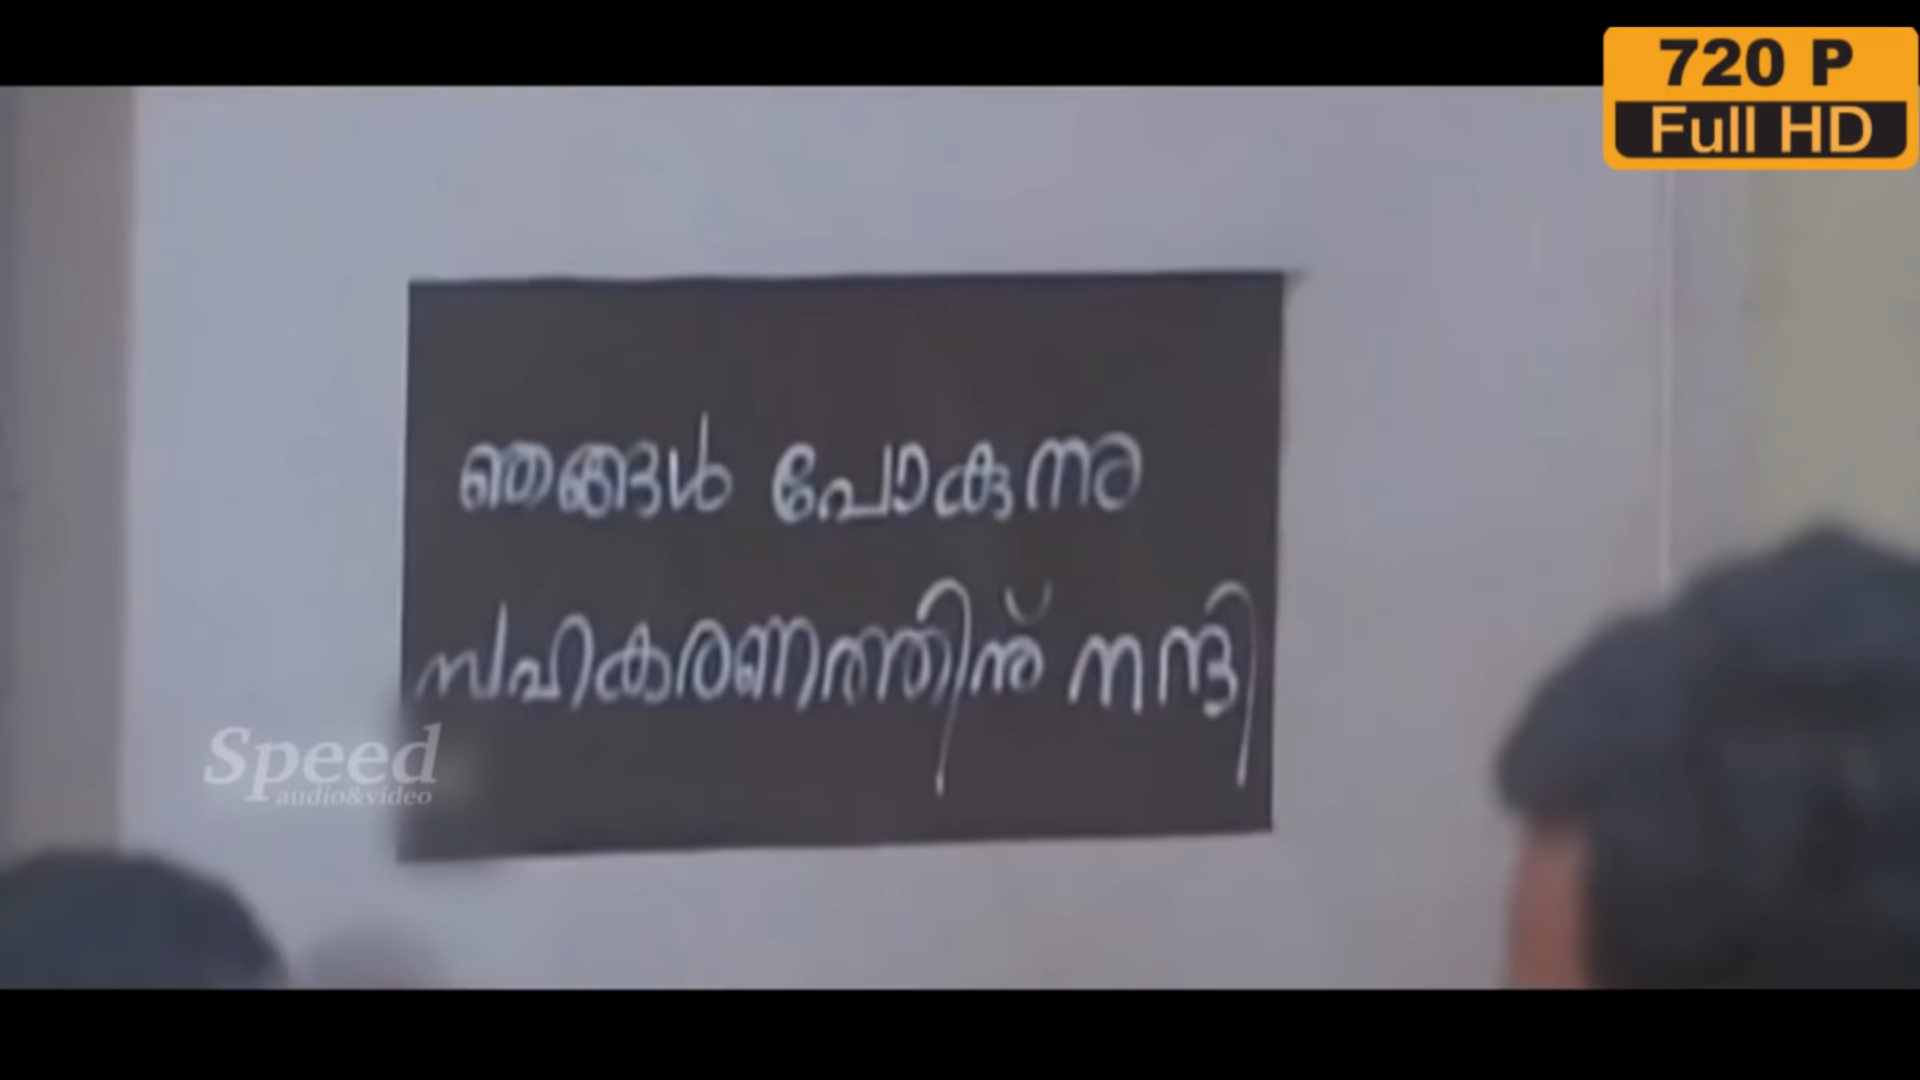 720 P
Full HD
ഞങ്ങൾ പോകുന്നു
സഹകരണത്തിനു് നന്ദി
Speed
audio&video